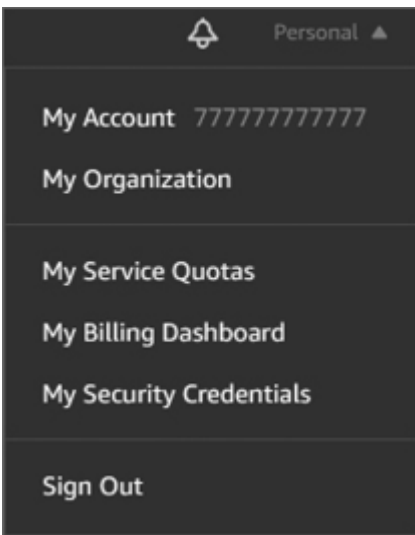 Personal
My Account 777777777777
My Organization
My Service Quotas
My Billing Dashboard
My Security Credentials
Sign Out